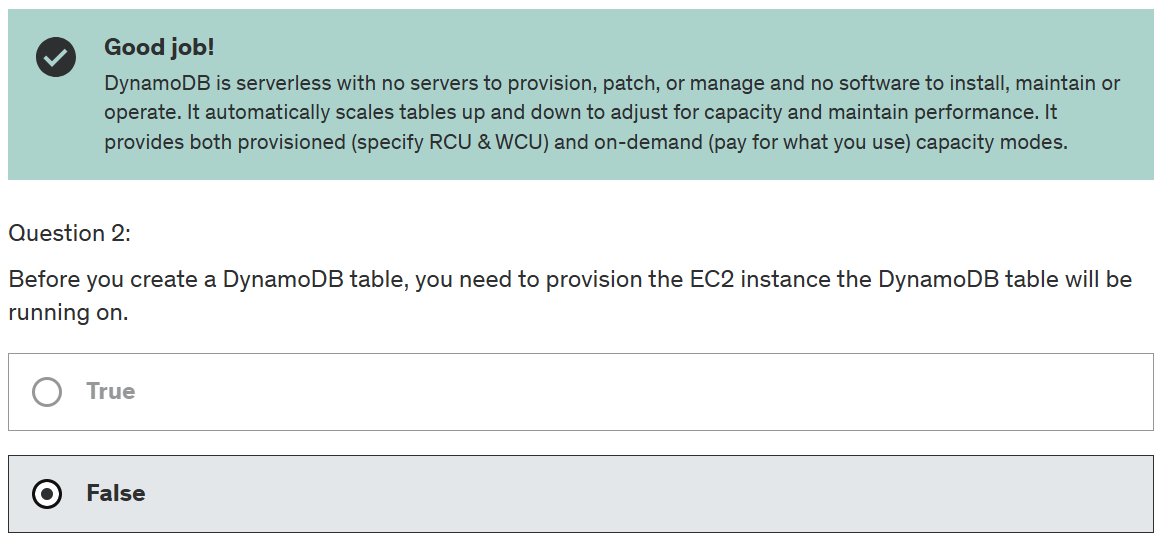 Good job!
DynamoDB is serverless with no servers to provision, patch, or manage and no software to install, maintain or
operate. It automatically scales tables up and down to adjust for capacity and maintain performance. It
provides both provisioned (specify RCU & WCU) and on-demand (pay for what you use) capacity modes.
Question 2:
Before you create a DynamoDB table, you need to provision the EC2 instance the DynamoDB table will be
running on.
True
False